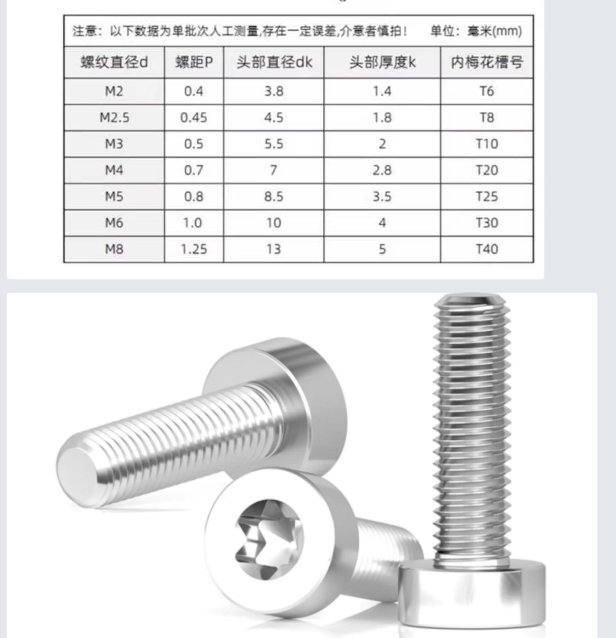 注意：以下数据为单批次人工测量,存在一定误差,介意者慎拍！ 单位：毫米(mm)
螺纹直径d 螺距P 头部直径dk 头部厚度k 内梅花槽号
M2 0.4 3.8 1.4 T6
M2.5 0.45 4.5 1.8 T8
M3 0.5 5.5 2 T10
M4 0.7 7 2.8 T20
M5 0.8 8.5 3.5 T25
M6 1.0 10 4 T30
M8 1.25 13 5 T40